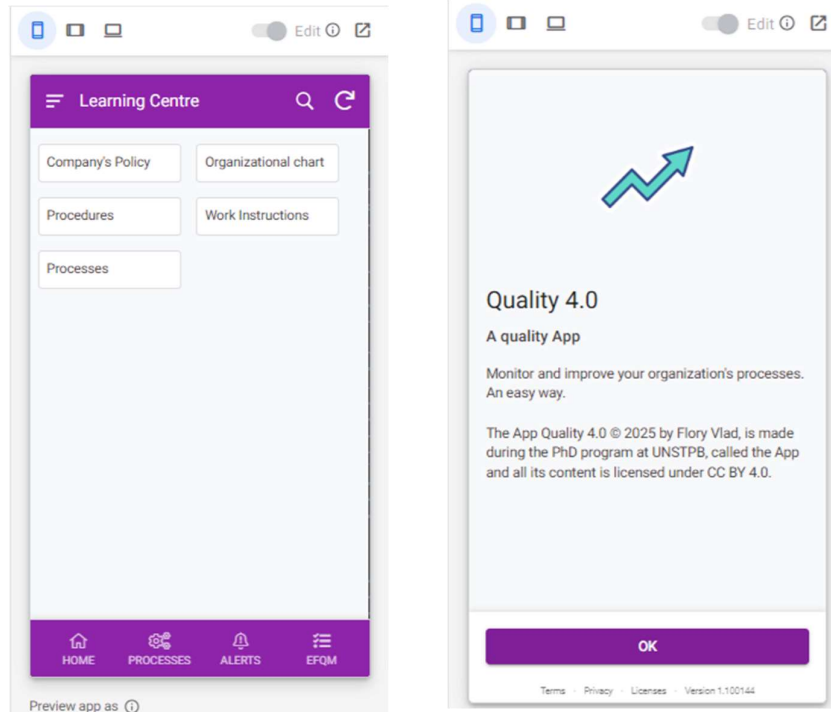 Edit
Learning Centre
Company's Policy
Organizational chart
Procedures
Work Instructions
Processes
HOME
PROCESSES
ALERTS
EFQM
Preview app as
Edit
Quality 4.0
A quality App
Monitor and improve your organization's processes.
An easy way.
The App Quality 4.0 © 2025 by Flory Vlad, is made
during the PhD program at UNSTPB, called the App
and all its content is licensed under CC BY 4.0.
OK
Terms · Privacy · Licenses · Version 1.100144